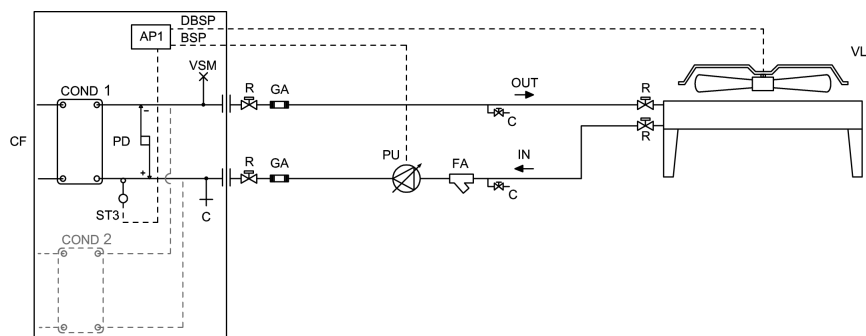 DBSP
AP1
BSP
VSM
VL
COND 1
R
GA
OUT
R
C
CF
PD
R
PU
FA
IN
R
GA
C
ST3
C
COND 2